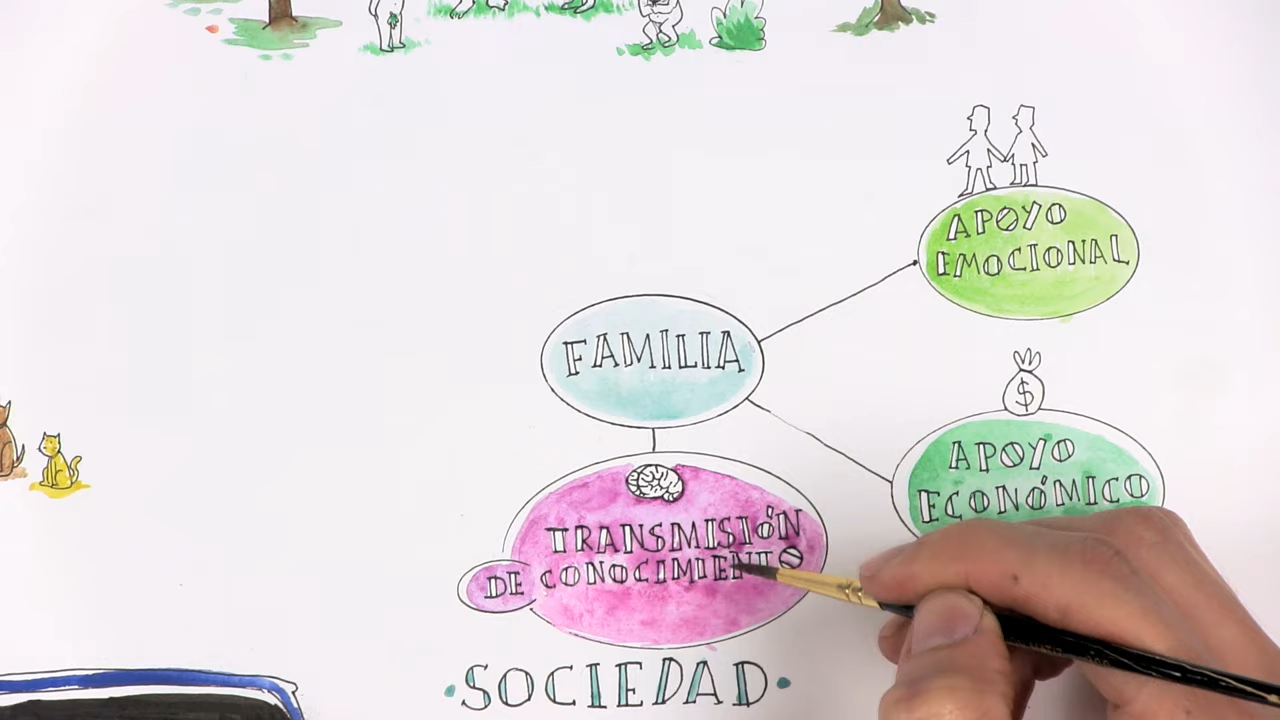 APOYO
EMOCIONAL
FAMILIA
$
APOYO
ECONÓMICO
TRANSMISIÓN
DE CONOCIMIENTO
SOCIEDAD